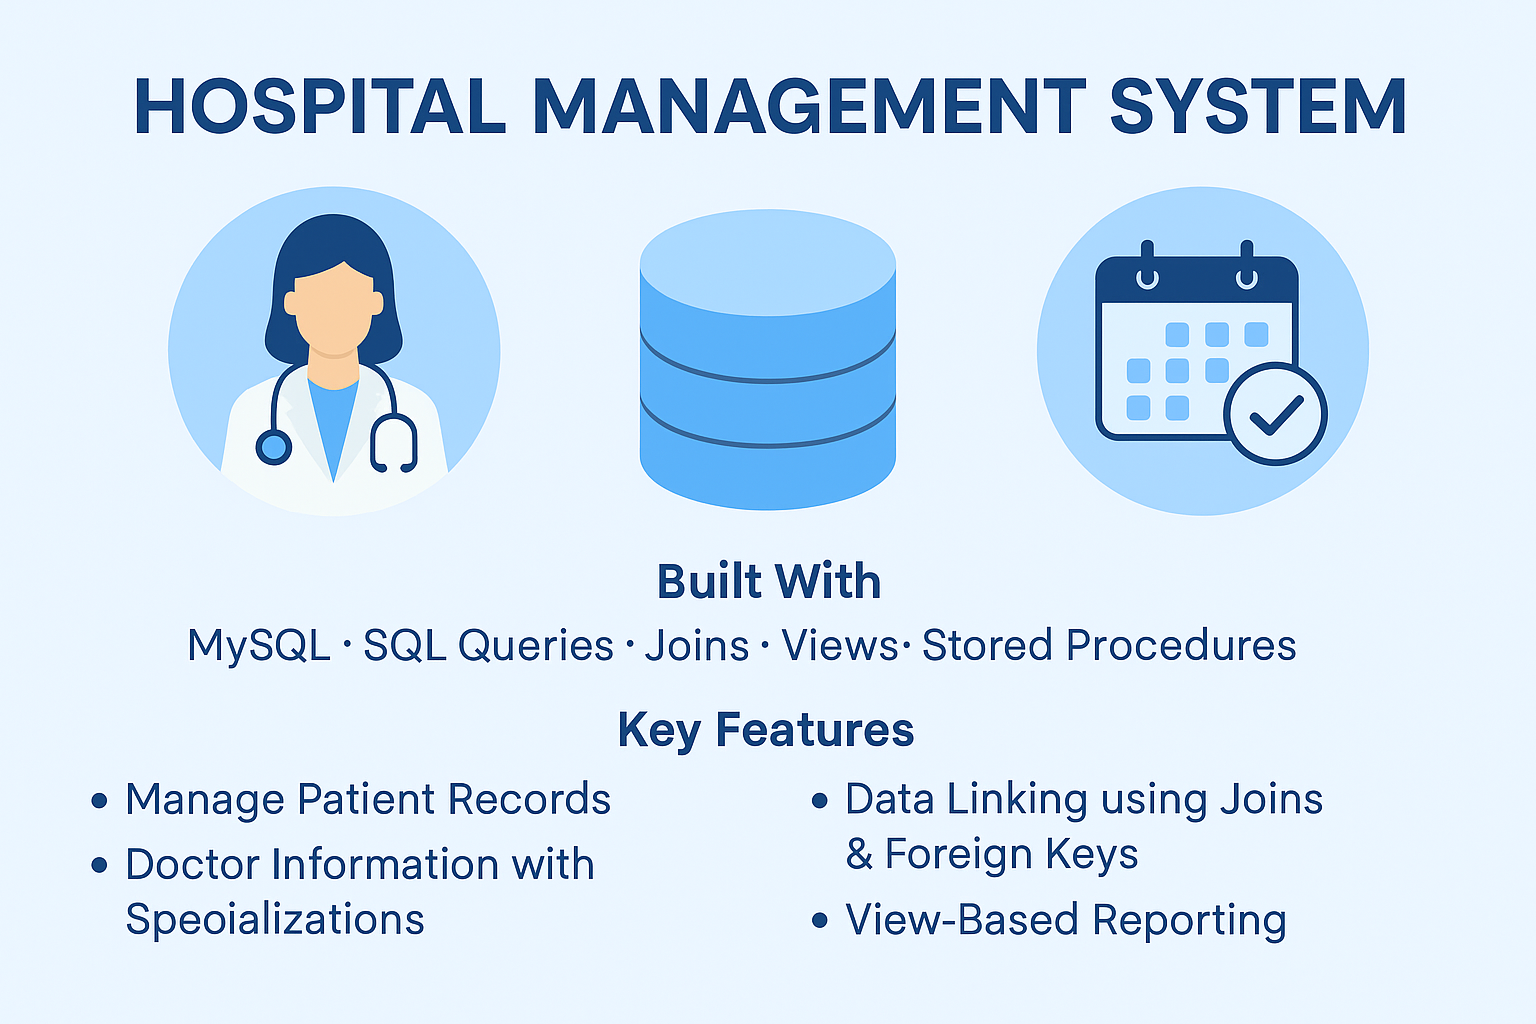 HOSPITAL MANAGEMENT SYSTEM
Built With
MySQL · SQL Queries · Joins · Views· Stored Procedures
Key Features
• Manage Patient Records
• Doctor Information with
Speoializations
• Data Linking using Joins
& Foreign Keys
• View-Based Reporting